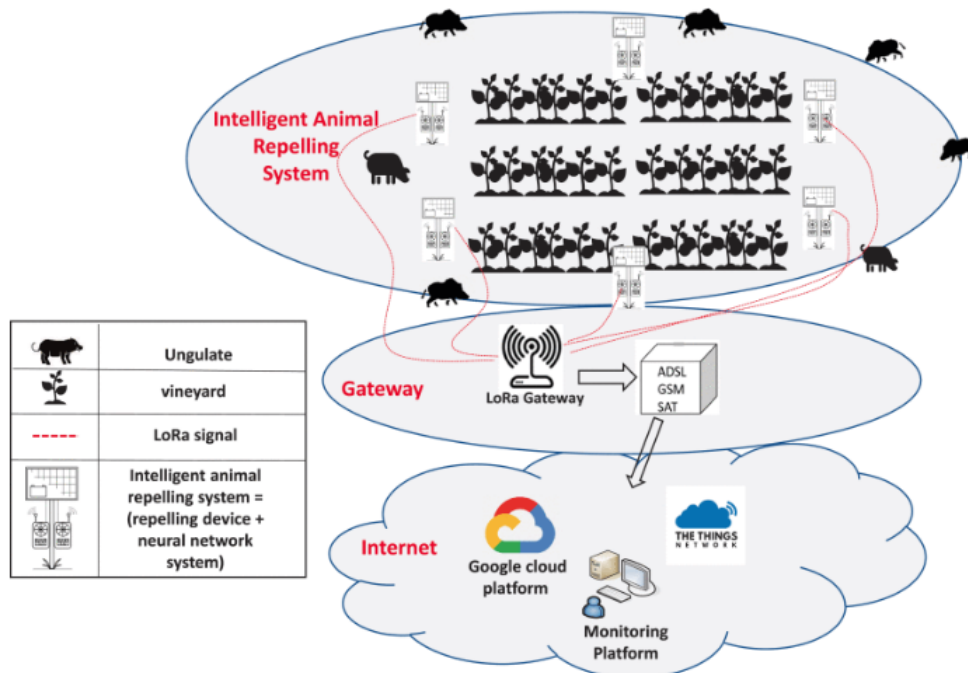 Intelligent Animal
Repelling
System
Ungulate
vineyard
LoRa signal
Intelligent animal
repelling system =
(repelling device +
neural network
system)
Gateway
LoRa Gateway
ADSL
GSM
SAT
Internet
Google cloud
platform
THE THINGS
NETWORK
Monitoring
Platform